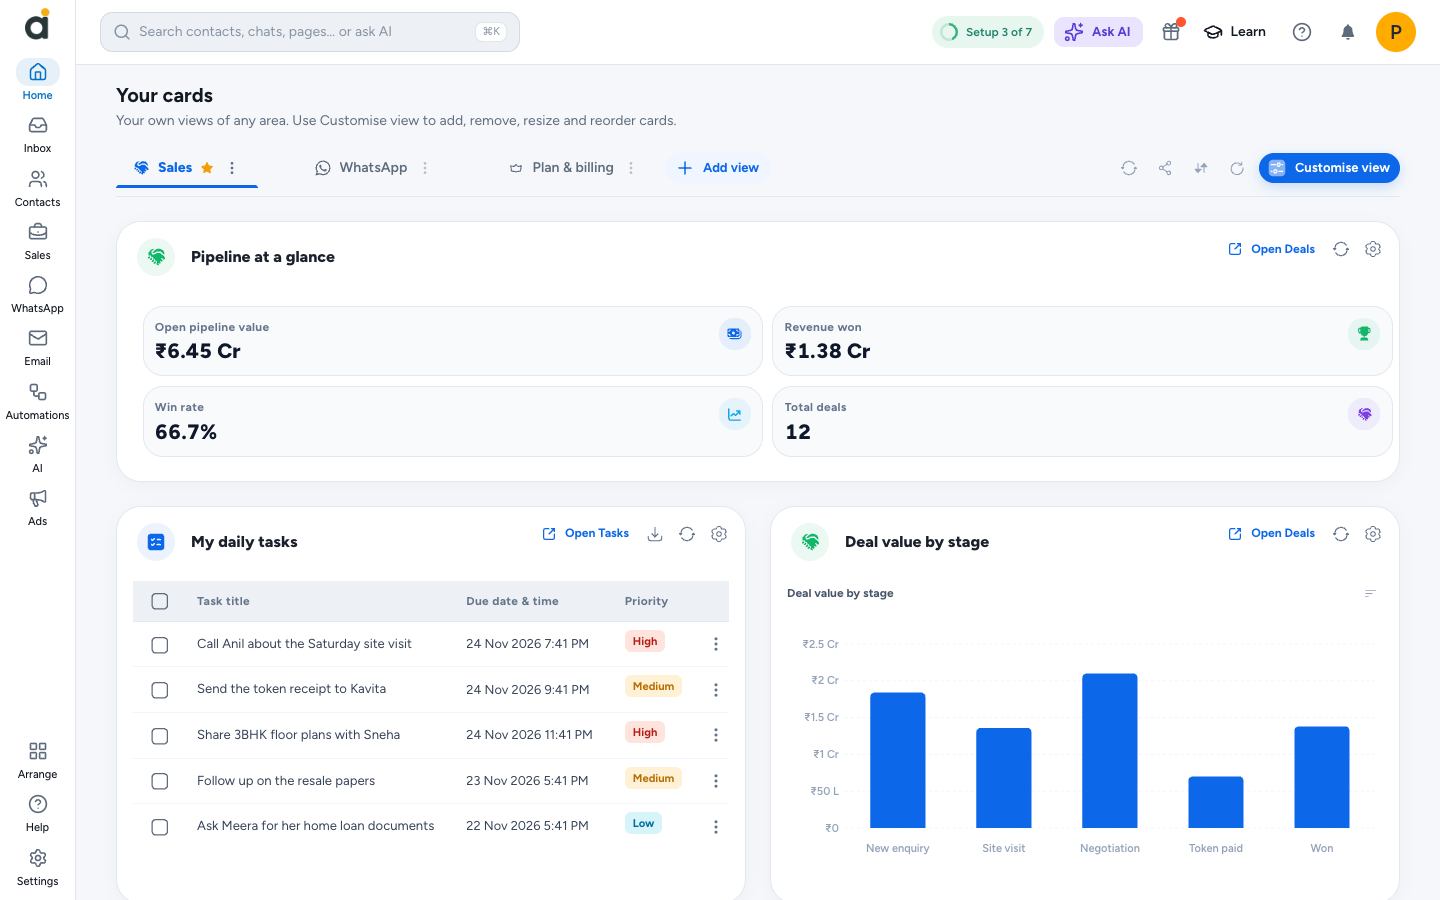 Search contacts, chats, pages... or ask AI
⌘K
Setup 3 of 7
Ask AI
Learn
P
Home
Inbox
Contacts
Sales
WhatsApp
Email
Automations
AI
Ads
Arrange
Help
Settings
Your cards
Your own views of any area. Use Customise view to add, remove, resize and reorder cards.
Sales
WhatsApp
Plan & billing
Add view
Customise view
Pipeline at a glance
Open Deals
Open pipeline value
₹6.45 Cr
Revenue won
₹1.38 Cr
Win rate
66.7%
Total deals
12
My daily tasks
Open Tasks
Task title Due date & time Priority
Call Anil about the Saturday site visit 24 Nov 2026 7:41 PM High
Send the token receipt to Kavita 24 Nov 2026 9:41 PM Medium
Share 3BHK floor plans with Sneha 24 Nov 2026 11:41 PM High
Follow up on the resale papers 23 Nov 2026 5:41 PM Medium
Ask Meera for her home loan documents 22 Nov 2026 5:41 PM Low
Deal value by stage
Open Deals
Deal value by stage
₹2.5 Cr
₹2 Cr
₹1.5 Cr
₹1 Cr
₹50 L
₹0
New enquiry Site visit Negotiation Token paid Won